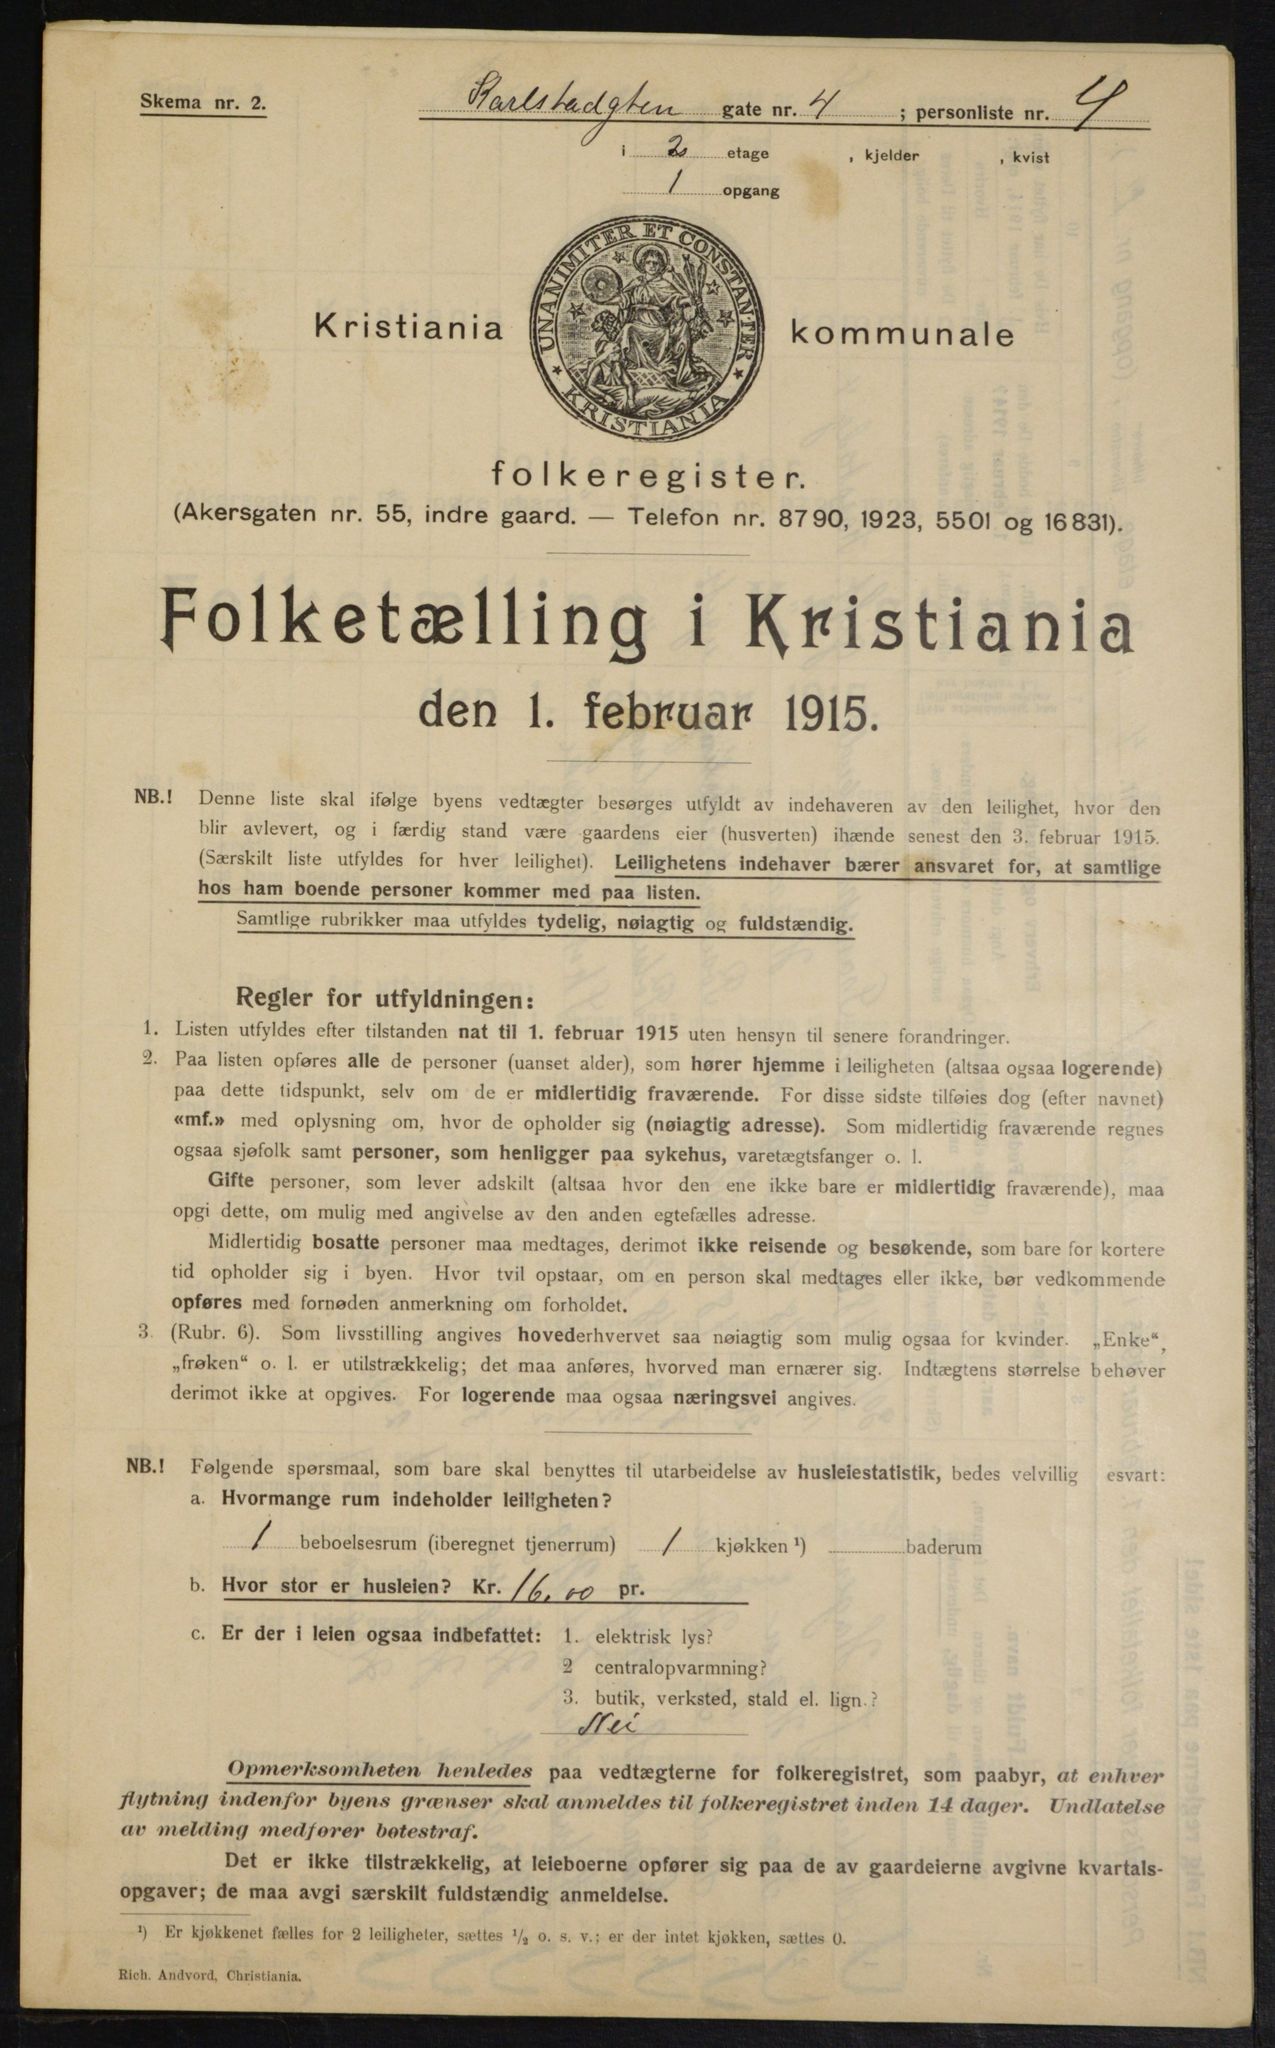 Skema nr. 2.
Karlstadgten gate nr. 4 ; personliste nr. 4
i 2 etage , kjelder , kvist
1 opgang
Kristiania kommunale
UNANIMITER ET CONSTANTER
KRISTIANIA
folkeregister.
(Akersgaten nr. 55, indre gaard. — Telefon nr. 8790, 1923, 5501 og 16831).
Folketælling i Kristiania
den 1. februar 1915.
NB.! Denne liste skal ifølge byens vedtægter besørges utfyldt av indehaveren av den leilighet, hvor den
blir avlevert, og i færdig stand være gaardens eier (husverten) ihænde senest den 3. februar 1915.
(Særskilt liste utfyldes for hver leilighet). Leilighetens indehaver bærer ansvaret for, at samtlige
hos ham boende personer kommer med paa listen.
Samtlige rubrikker maa utfyldes tydelig, nøiagtig og fuldstændig.
Regler for utfyldningen:
1. Listen utfyldes efter tilstanden nat til 1. februar 1915 uten hensyn til senere forandringer.
2. Paa listen opføres alle de personer (uanset alder), som hører hjemme i leiligheten (altsaa ogsaa logerende)
paa dette tidspunkt, selv om de er midlertidig fraværende. For disse sidste tilføies dog (efter navnet)
«mf.» med oplysning om, hvor de opholder sig (nøiagtig adresse). Som midlertidig fraværende regnes
ogsaa sjøfolk samt personer, som henligger paa sykehus, varetægtsfanger o. l.
Gifte personer, som lever adskilt (altsaa hvor den ene ikke bare er midlertidig fraværende), maa
opgi dette, om mulig med angivelse av den anden egtefælles adresse.
Midlertidig bosatte personer maa medtages, derimot ikke reisende og besøkende, som bare for kortere
tid opholder sig i byen. Hvor tvil opstaar, om en person skal medtages eller ikke, bør vedkommende
opføres med fornøden anmerkning om forholdet.
3. (Rubr. 6). Som livsstilling angives hovederhvervet saa nøiagtig som mulig ogsaa for kvinder. „Enke“,
„frøken“ o. l. er utilstrækkelig; det maa anføres, hvorved man ernærer sig. Indtægtens størrelse behøver
derimot ikke at opgives. For logerende maa ogsaa næringsvei angives.
NB.! Følgende spørsmaal, som bare skal benyttes til utarbeidelse av husleiestatistik, bedes velvillig esvart:
a. Hvormange rum indeholder leiligheten?
1 beboelsesrum (iberegnet tjenerrum) 1 kjøkken ¹) baderum
b. Hvor stor er husleien? Kr. 16.00 pr.
c. Er der i leien ogsaa indbefattet: 1. elektrisk lys?
2 centralopvarmning?
3. butik, verksted, stald el. lign.?
Nei
Opmerksomheten henledes paa vedtægterne for folkeregistret, som paabyr, at enhver
flytning indenfor byens grænser skal anmeldes til folkeregistret inden 14 dager. Undlatelse
av melding medfører bøtestraf.
Det er ikke tilstrækkelig, at leieboerne opfører sig paa de av gaardeierne avgivne kvartals-
opgaver; de maa avgi særskilt fuldstændig anmeldelse.
¹) Er kjøkkenet fælles for 2 leiligheter, sættes ½ o. s. v.; er der intet kjøkken, sættes 0.
Rich. Andvord, Christiania.